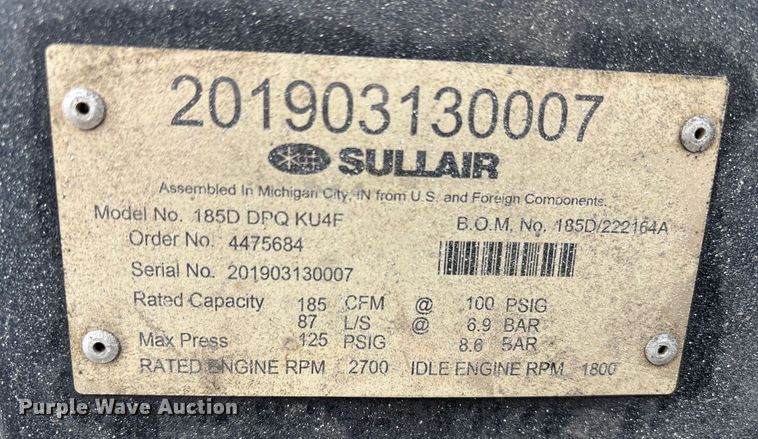 201903130007
SULLAIR
Assembled In Michigan City, IN from U.S. and Foreign Components.
Model No. 185D DPQ KU4F B.O.M. No. 185D/222164A
Order No. 4475684
Serial No. 201903130007
Rated Capacity 185 CFM @ 100 PSIG
87 L/S @ 6.9 BAR
Max Press 125 PSIG 8.6 BAR
RATED ENGINE RPM 2700 IDLE ENGINE RPM 1800
Purple Wave Auction